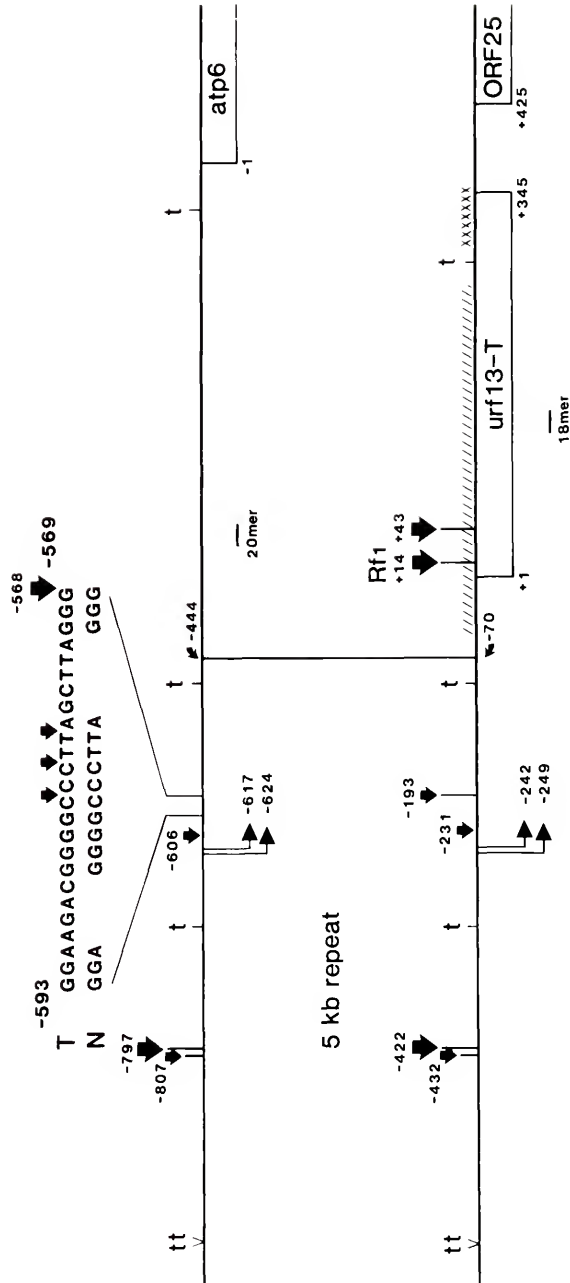 -568
-593
-569
T GGAAGACGGGGCCCTTAGCTTAGGG
N GGA GGGGCCCTTA GGG
-797
-807
-606
-617
-624
tt
t
t
t
-444
20mer
atp6
-1
5 kb repeat
Rf1
+14 +43
-422
-432
-193
-231
-242
-249
tt
t
t
t
-70
xxxxxxx
+1
urf13-T
+345
ORF25
+425
18mer